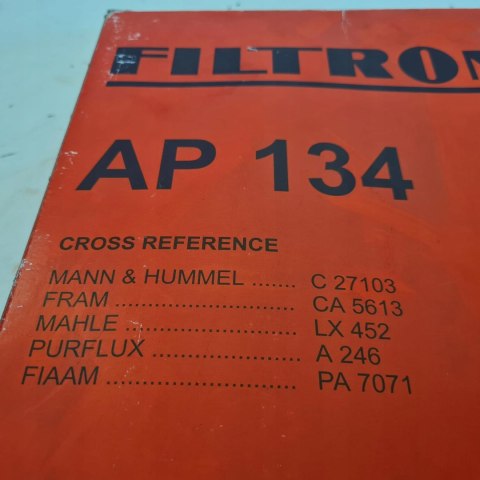 FILTRON
AP 134
CROSS REFERENCE
MANN & HUMMEL ....... C 27103
FRAM ........................... CA 5613
MAHLE .......................... LX 452
PURFLUX ....................... A 246
FIAAM ............................. PA 7071